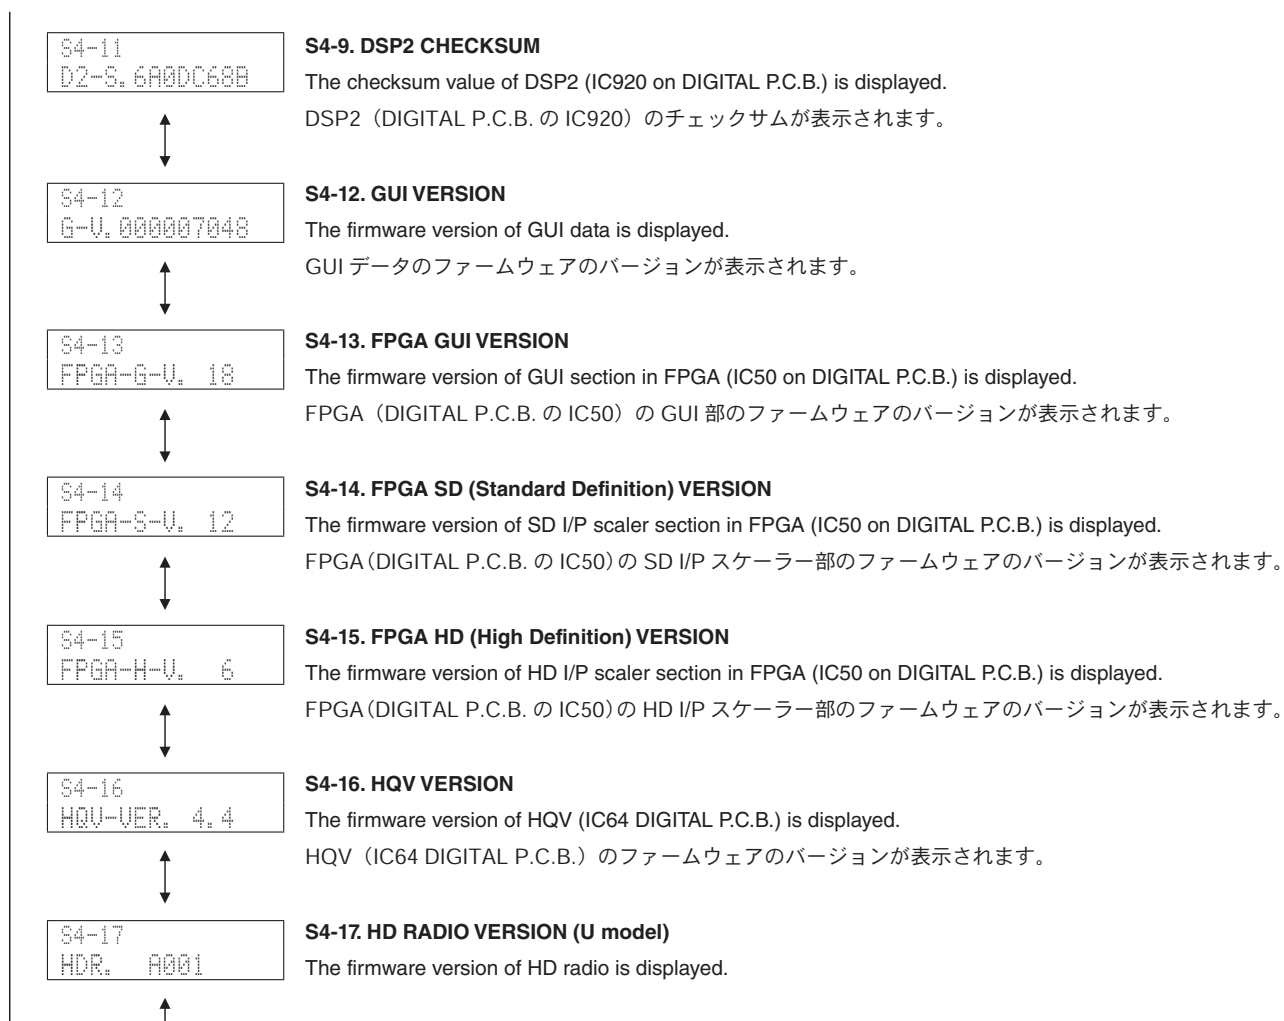 S4-11
D2-S.6A0DC68B
S4-9. DSP2 CHECKSUM
The checksum value of DSP2 (IC920 on DIGITAL P.C.B.) is displayed.
DSP2（DIGITAL P.C.B. の IC920）のチェックサムが表示されます。
S4-12
G-V.000007048
S4-12. GUI VERSION
The firmware version of GUI data is displayed.
GUI データのファームウェアのバージョンが表示されます。
S4-13
FPGA-G-V. 18
S4-13. FPGA GUI VERSION
The firmware version of GUI section in FPGA (IC50 on DIGITAL P.C.B.) is displayed.
FPGA（DIGITAL P.C.B. の IC50）の GUI 部のファームウェアのバージョンが表示されます。
S4-14
FPGA-S-V. 12
S4-14. FPGA SD (Standard Definition) VERSION
The firmware version of SD I/P scaler section in FPGA (IC50 on DIGITAL P.C.B.) is displayed.
FPGA（DIGITAL P.C.B. の IC50）の SD I/P スケーラー部のファームウェアのバージョンが表示されます。
S4-15
FPGA-H-V. 6
S4-15. FPGA HD (High Definition) VERSION
The firmware version of HD I/P scaler section in FPGA (IC50 on DIGITAL P.C.B.) is displayed.
FPGA（DIGITAL P.C.B. の IC50）の HD I/P スケーラー部のファームウェアのバージョンが表示されます。
S4-16
HQV-VER. 4.4
S4-16. HQV VERSION
The firmware version of HQV (IC64 DIGITAL P.C.B.) is displayed.
HQV（IC64 DIGITAL P.C.B.）のファームウェアのバージョンが表示されます。
S4-17
HDR. A001
S4-17. HD RADIO VERSION (U model)
The firmware version of HD radio is displayed.